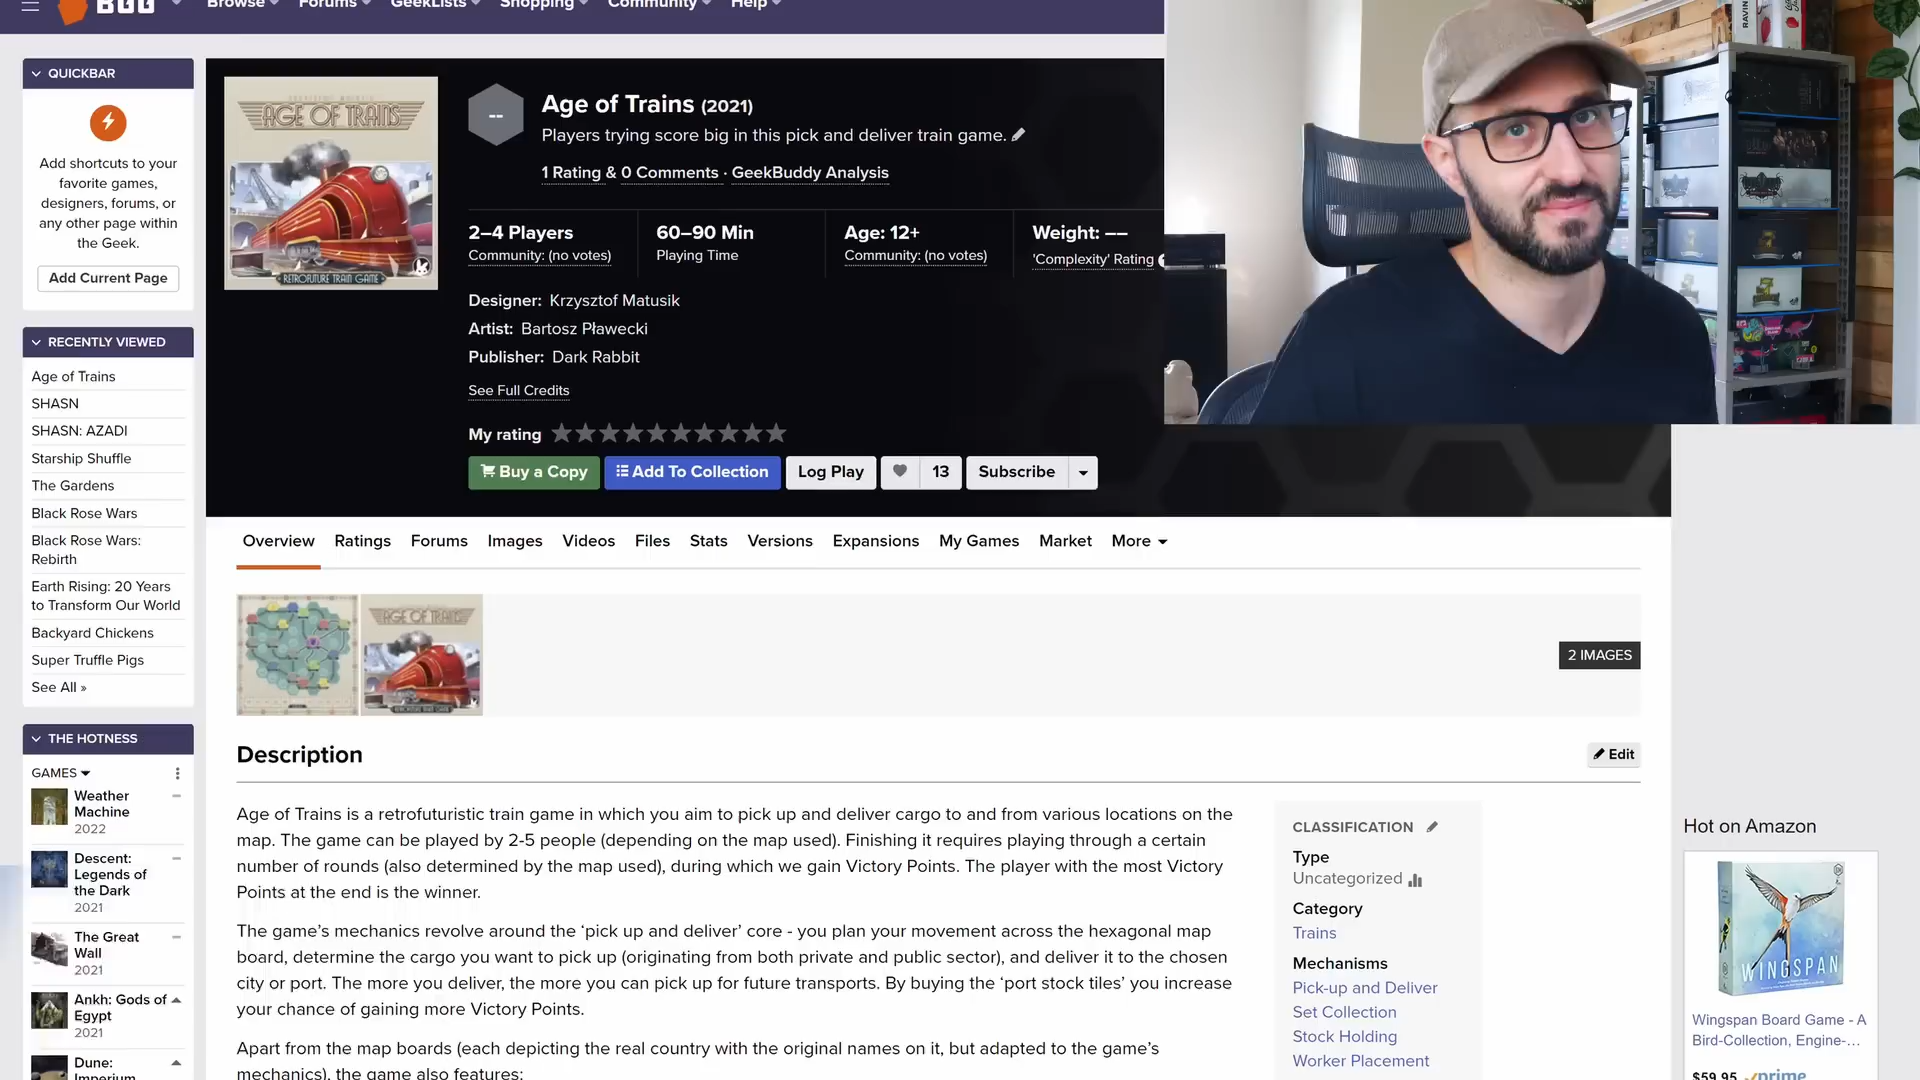 BGG
Browse
Forums
GeekLists
Shopping
Community
Help
QUICKBAR
Add shortcuts to your
favorite games,
designers, forums, or
any other page within
the Geek.
Add Current Page
RECENTLY VIEWED
Age of Trains
SHASN
SHASN: AZADI
Starship Shuffle
The Gardens
Black Rose Wars
Black Rose Wars:
Rebirth
Earth Rising: 20 Years
to Transform Our World
Backyard Chickens
Super Truffle Pigs
See All »
THE HOTNESS
GAMES
Weather
Machine
2022
Descent:
Legends of
the Dark
2021
The Great
Wall
2021
Ankh: Gods of
Egypt
2021
Dune:
Imperium
AGE OF TRAINS
RETROFUTURE TRAIN GAME
--
Age of Trains (2021)
Players trying score big in this pick and deliver train game.
1 Rating & 0 Comments · GeekBuddy Analysis
2–4 Players
Community: (no votes)
60–90 Min
Playing Time
Age: 12+
Community: (no votes)
Weight: ––
'Complexity' Rating
Designer: Krzysztof Matusik
Artist: Bartosz Pławecki
Publisher: Dark Rabbit
See Full Credits
My rating
Buy a Copy
Add To Collection
Log Play
13
Subscribe
Overview
Ratings
Forums
Images
Videos
Files
Stats
Versions
Expansions
My Games
Market
More
AGE OF TRAINS
RETROFUTURE TRAIN GAME
2 IMAGES
Description
Edit
Age of Trains is a retrofuturistic train game in which you aim to pick up and deliver cargo to and from various locations on the
map. The game can be played by 2-5 people (depending on the map used). Finishing it requires playing through a certain
number of rounds (also determined by the map used), during which we gain Victory Points. The player with the most Victory
Points at the end is the winner.
The game’s mechanics revolve around the ‘pick up and deliver’ core - you plan your movement across the hexagonal map
board, determine the cargo you want to pick up (originating from both private and public sector), and deliver it to the chosen
city or port. The more you deliver, the more you can pick up for future transports. By buying the ‘port stock tiles’ you increase
your chance of gaining more Victory Points.
Apart from the map boards (each depicting the real country with the original names on it, but adapted to the game’s
mechanics), the game also features:
CLASSIFICATION
Type
Uncategorized
Category
Trains
Mechanisms
Pick-up and Deliver
Set Collection
Stock Holding
Worker Placement
Hot on Amazon
WINGSPAN
Wingspan Board Game - A
Bird-Collection, Engine-...
$59.95 prime
RAVIN